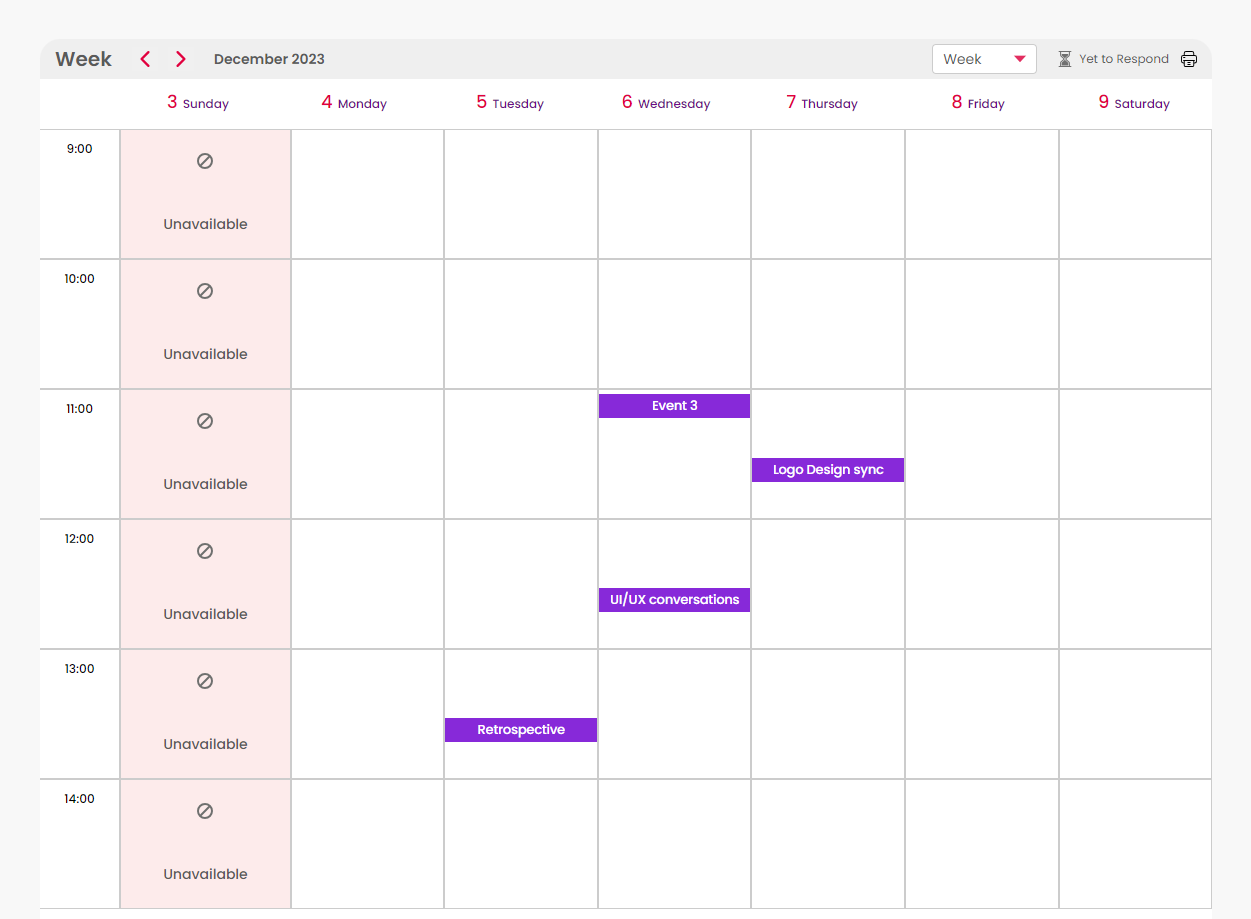 Week December 2023 Week Yet to Respond
3 Sunday 4 Monday 5 Tuesday 6 Wednesday 7 Thursday 8 Friday 9 Saturday
9:00
Unavailable
10:00
Unavailable
11:00 Event 3
Logo Design sync
Unavailable
12:00
UI/UX conversations
Unavailable
13:00
Retrospective
Unavailable
14:00
Unavailable